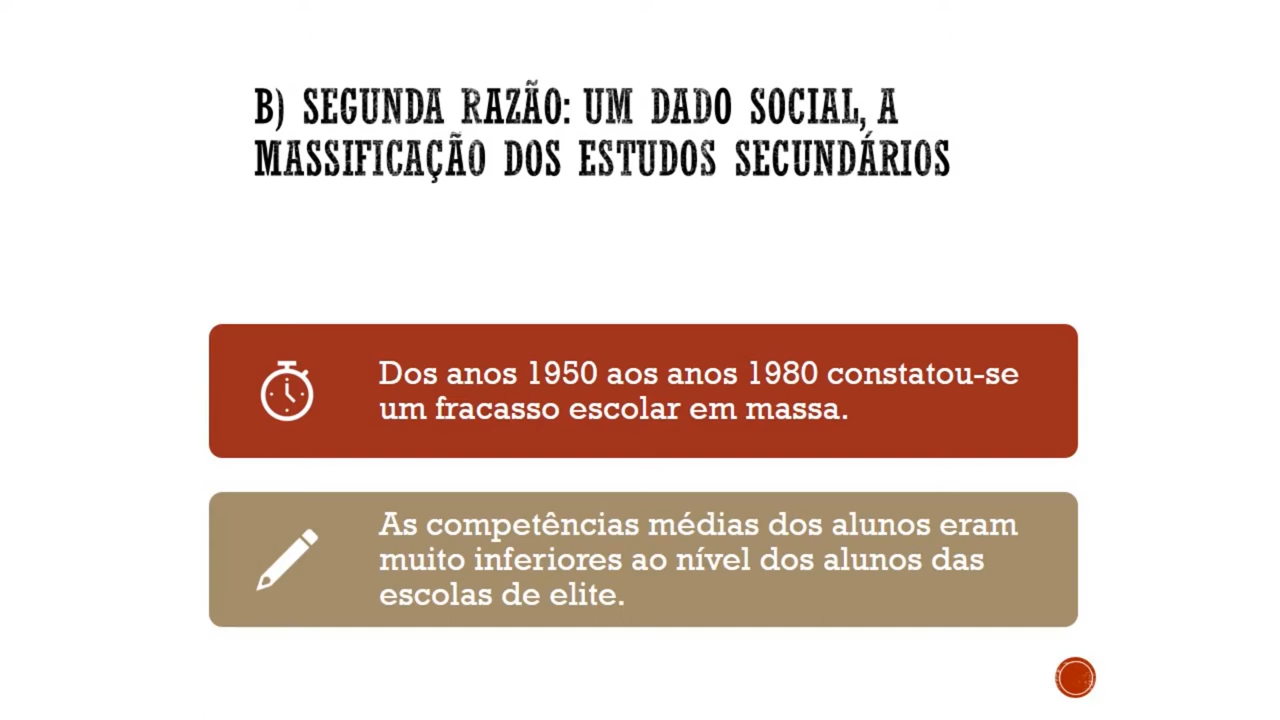 B) SEGUNDA RAZÃO: UM DADO SOCIAL, A
MASSIFICAÇÃO DOS ESTUDOS SECUNDÁRIOS
Dos anos 1950 aos anos 1980 constatou-se
um fracasso escolar em massa.
As competências médias dos alunos eram
muito inferiores ao nível dos alunos das
escolas de elite.